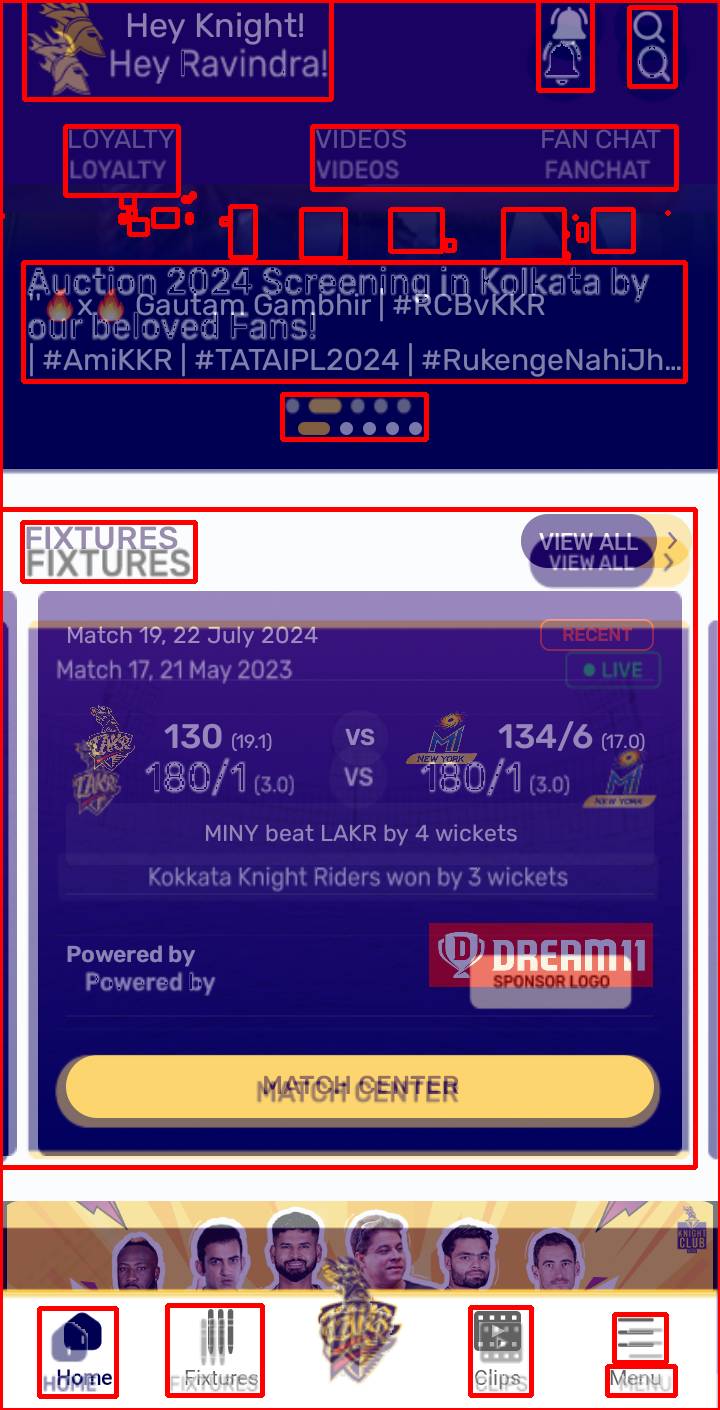 Hey Knight!
Hey Ravindra!
LOYALTY VIDEOS FAN CHAT
LOYALTY VIDEOS FANCHAT
Auction 2024 Screening in Kolkata by
"🔥x🔥 Gautam Gambhir | #RCBvKKR
our beloved Fans!
| #AmiKKR | #TATAIPL2024 | #RukengeNahiJh...
FIXTURES VIEW ALL
FIXTURES VIEW ALL
Match 19, 22 July 2024 RECENT
Match 17, 21 May 2023 LIVE
130 (19.1) VS 134/6 (17.0)
LAKR MI NEW YORK
180/1 (3.0) VS 180/1 (3.0)
LAKR MI NEW YORK
MINY beat LAKR by 4 wickets
Kokkata Knight Riders won by 3 wickets
Powered by D DREAM11
Powered by SPONSOR LOGO
MATCH CENTER
MATCH CENTER
KNIGHT CLUB
LAKR
Home Fixtures Clips Menu
HOME FIXTURES CLIPS MENU